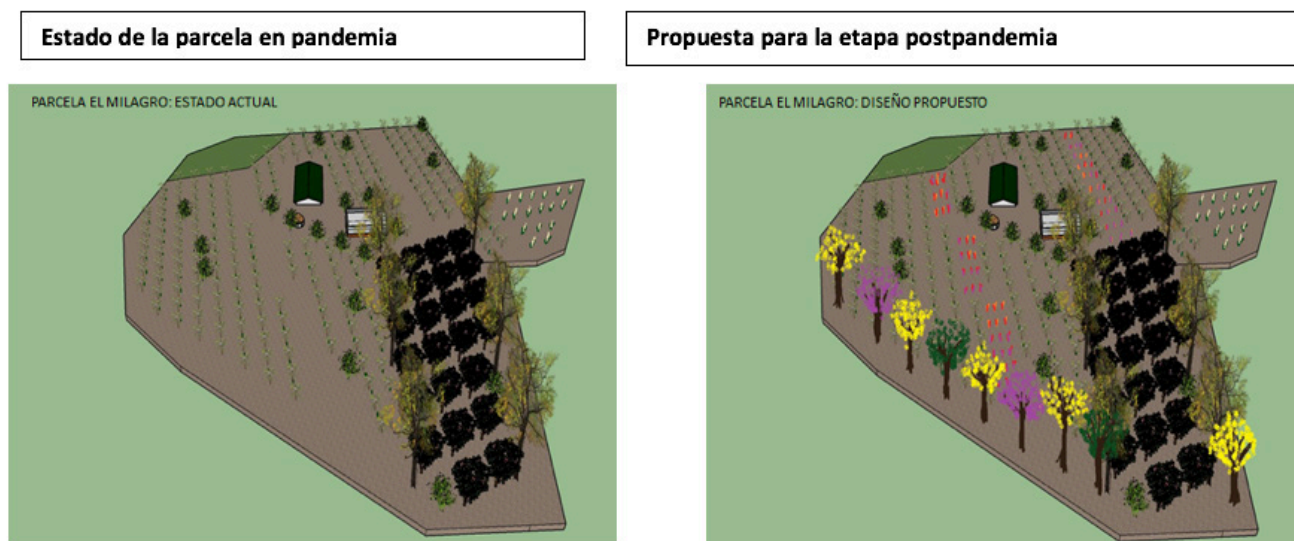 Estado de la parcela en pandemia
Propuesta para la etapa postpandemia
PARCELA EL MILAGRO: ESTADO ACTUAL
PARCELA EL MILAGRO: DISEÑO PROPUESTO